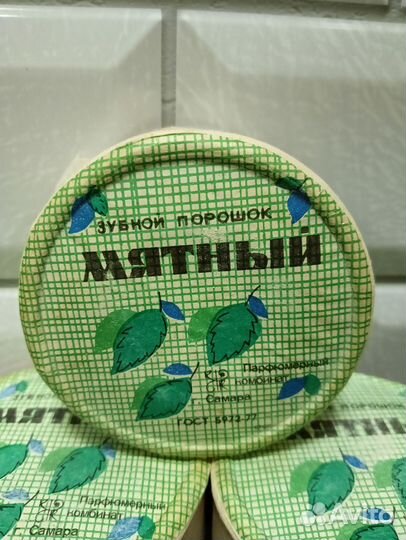 ЗУБНОЙ ПОРОШОК
МЯТНЫЙ
Парфюмерный
комбинат
Самара
ГОСТ 5972-77
Парфюмерный
комбинат
Самара
Avito